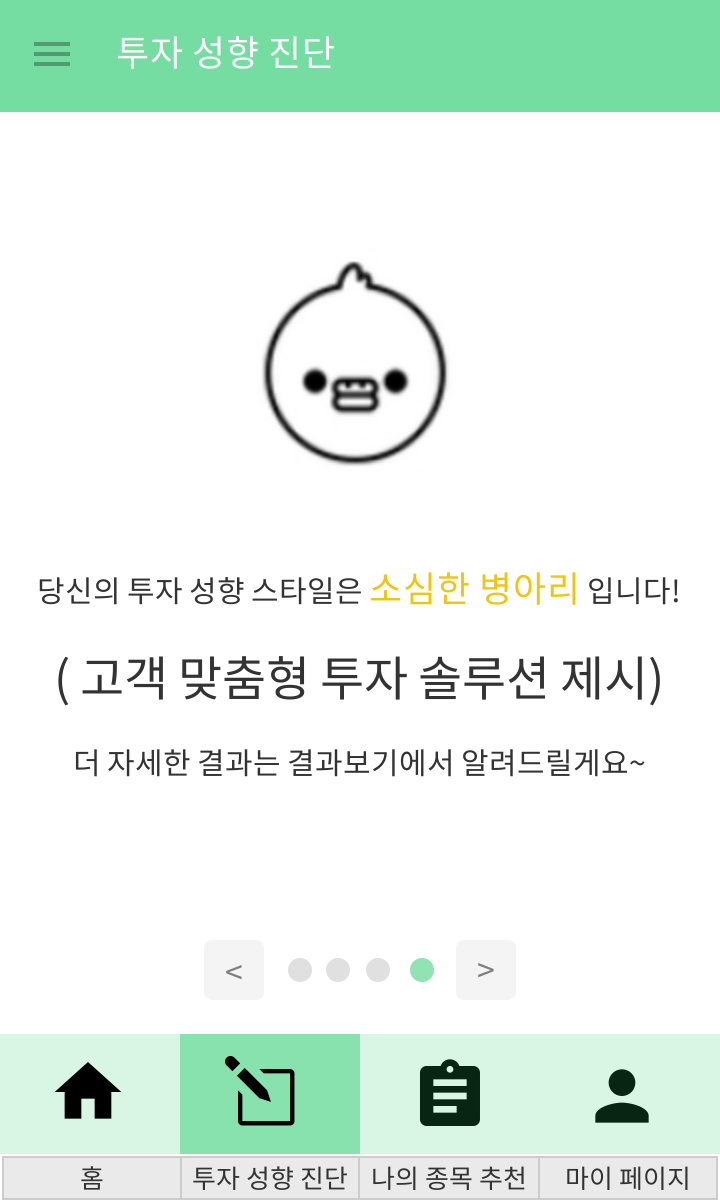 투자 성향 진단
당신의 투자 성향 스타일은 소심한 병아리 입니다!
( 고객 맞춤형 투자 솔루션 제시)
더 자세한 결과는 결과보기에서 알려드릴게요~
< >
홈 투자 성향 진단 나의 종목 추천 마이 페이지